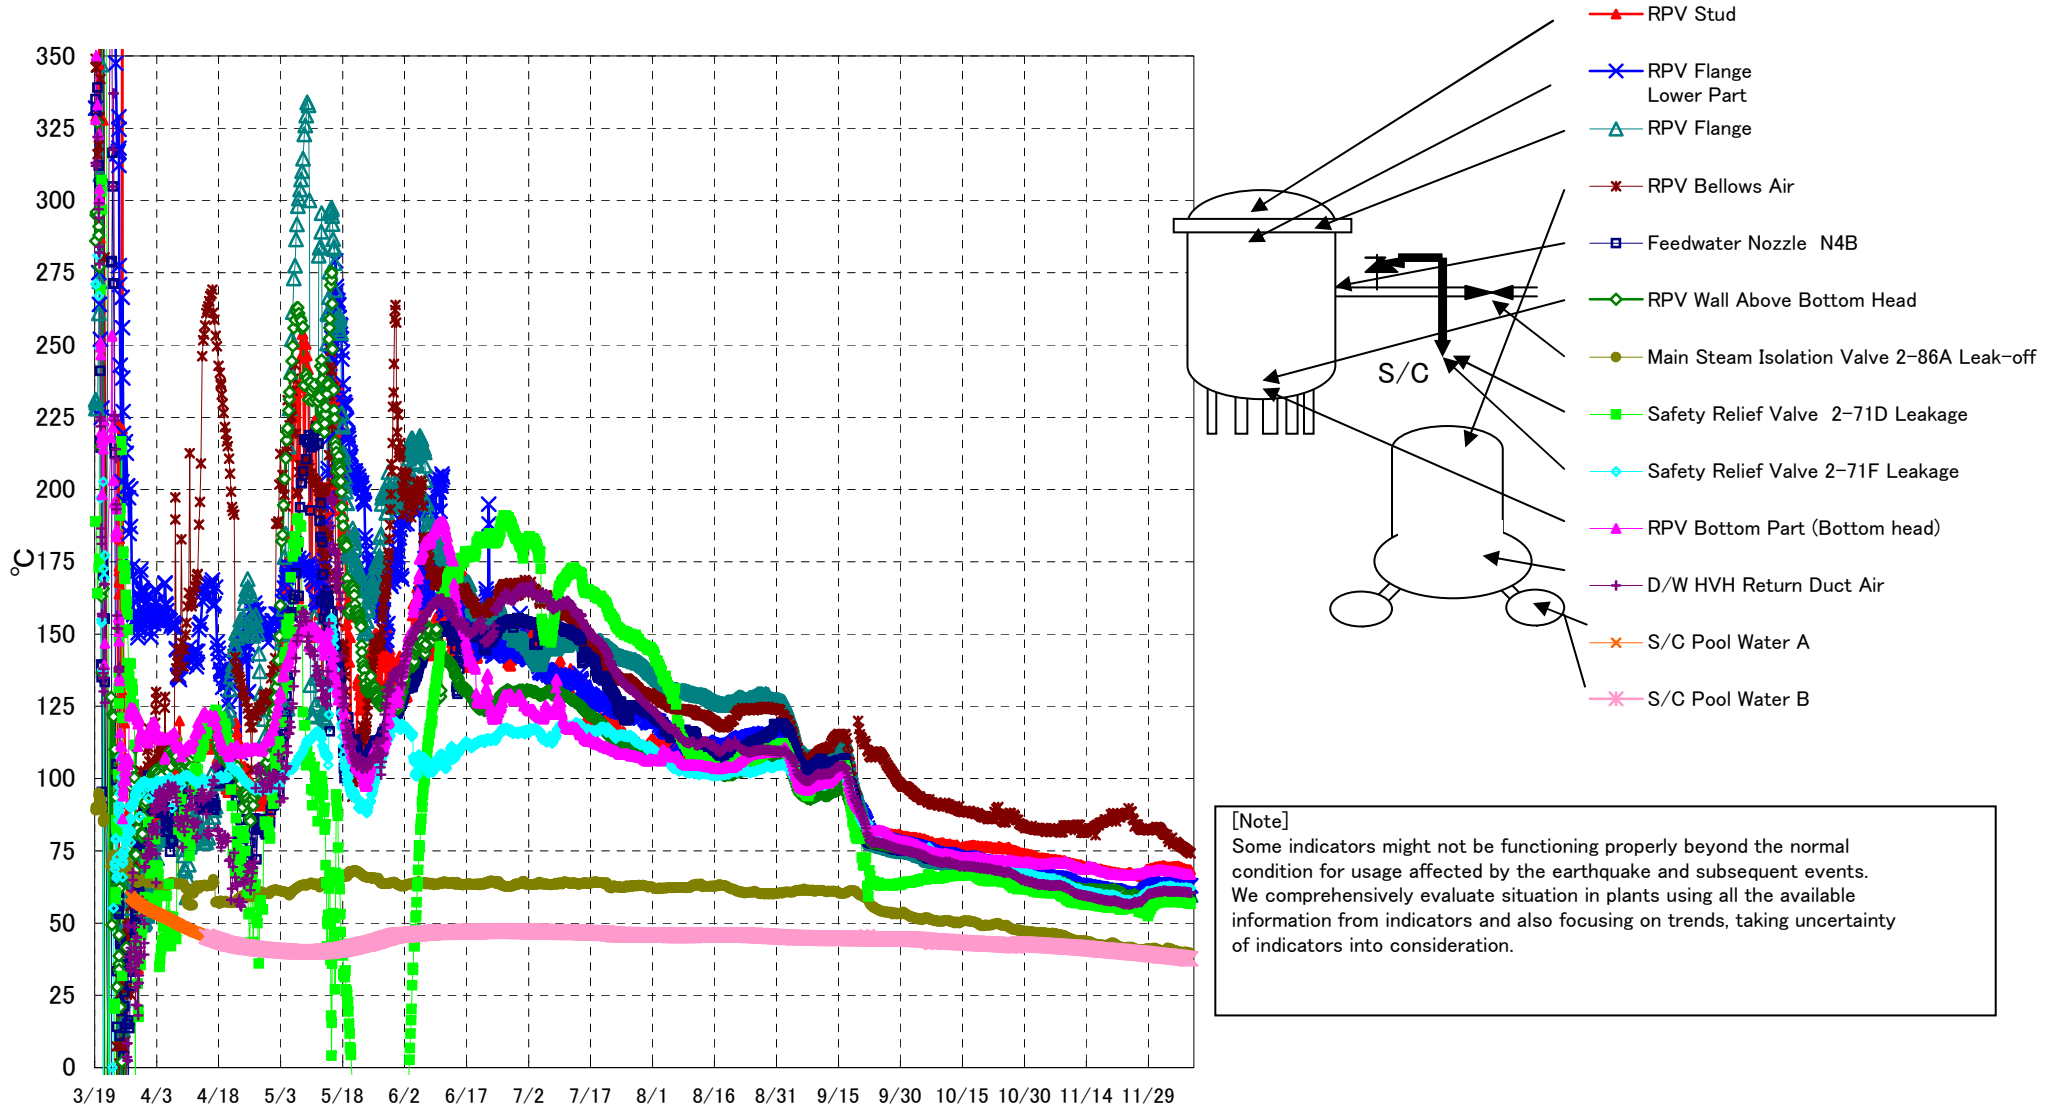 350
325
300
275
250
225
200
175
150
125
100
75
50
25
0
℃
3/19 4/3 4/18 5/3 5/18 6/2 6/17 7/2 7/17 8/1 8/16 8/31 9/15 9/30 10/15 10/30 11/14 11/29
RPV Stud
RPV Flange
Lower Part
RPV Flange
RPV Bellows Air
Feedwater Nozzle N4B
RPV Wall Above Bottom Head
Main Steam Isolation Valve 2-86A Leak-off
Safety Relief Valve 2-71D Leakage
Safety Relief Valve 2-71F Leakage
RPV Bottom Part (Bottom head)
D/W HVH Return Duct Air
S/C Pool Water A
S/C Pool Water B
S/C
[Note]
Some indicators might not be functioning properly beyond the normal
condition for usage affected by the earthquake and subsequent events.
We comprehensively evaluate situation in plants using all the available
information from indicators and also focusing on trends, taking uncertainty
of indicators into consideration.